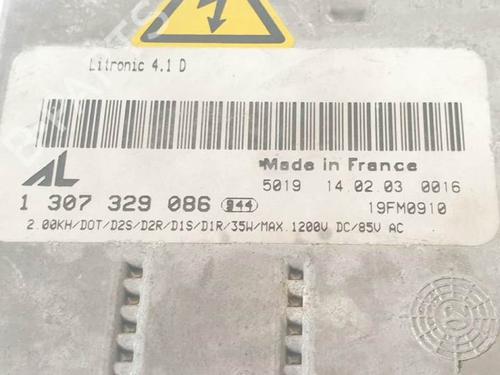 Litronic 4.1 D
AL
Made in France
5019 14.02.03 0016
1 307 329 086 944
19FM0910
2.00KH/DOT/D2S/D2R/D1S/D1R/35W/MAX.1200V DC/85V AC